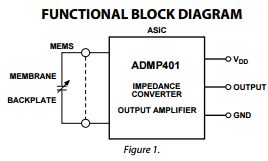 FUNCTIONAL BLOCK DIAGRAM
ASIC
MEMS
ADMP401
VDD
MEMBRANE
IMPEDANCE
CONVERTER
OUTPUT
BACKPLATE
OUTPUT AMPLIFIER
GND
Figure 1.